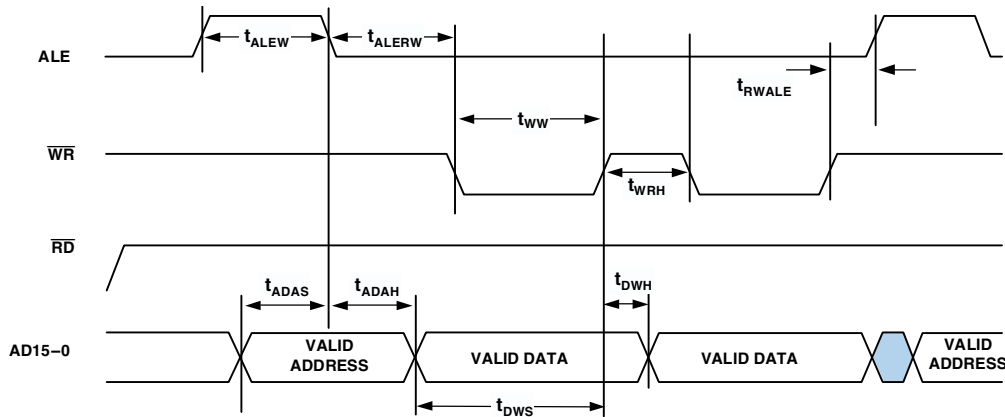 ALE
tALEW
tALERW
tRWALE
tWW
WR
tWRH
RD
tADAS
tADAH
tDWH
AD15–0
VALID
ADDRESS
VALID DATA
VALID DATA
VALID
ADDRESS
tDWS